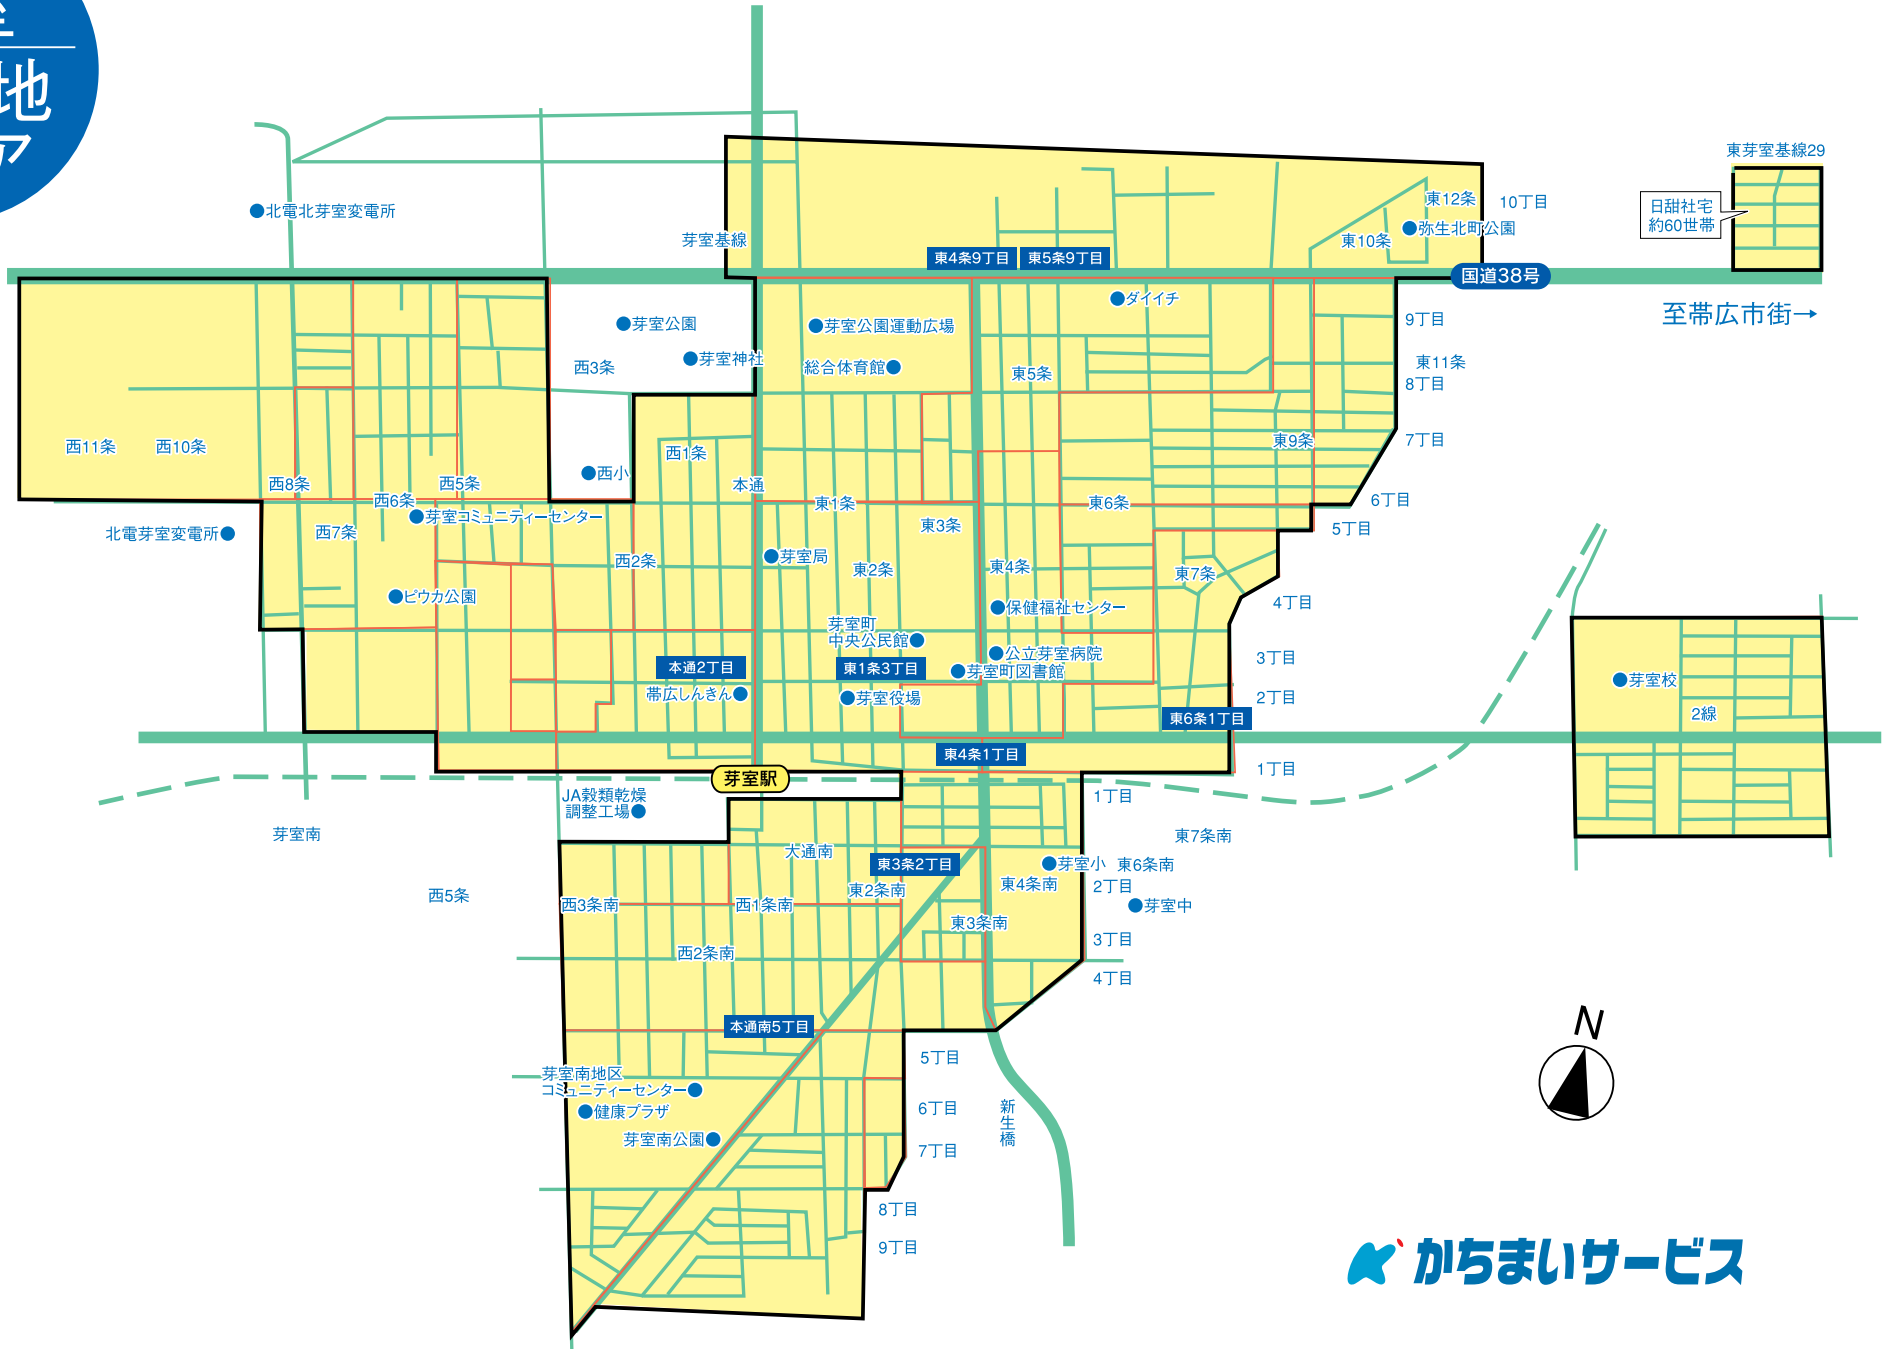 地
東芽室基線29
日甜社宅
約60世帯
北電北芽室変電所
芽室基線
東12条
10丁目
弥生北町公園
東10条
東4条9丁目
東5条9丁目
国道38号
至帯広市街→
ダイイチ
芽室公園
芽室公園運動広場
9丁目
芽室神社
西3条
総合体育館
東5条
東11条
8丁目
西11条
西10条
西1条
東9条
7丁目
西8条
西5条
西小
本通
西6条
東1条
東6条
6丁目
芽室コミュニティーセンター
北電芽室変電所
西7条
東3条
5丁目
西2条
芽室局
東2条
東4条
東7条
ピウカ公園
保健福祉センター
4丁目
芽室町
中央公民館
公立芽室病院
3丁目
本通2丁目
東1条3丁目
芽室町図書館
帯広しんきん
芽室役場
2丁目
芽室校
2線
東6条1丁目
東4条1丁目
1丁目
芽室駅
JA穀類乾燥
調整工場
1丁目
芽室南
東7条南
大通南
東3条2丁目
芽室小
東6条南
西5条
西3条南
西1条南
東2条南
東4条南
2丁目
芽室中
東3条南
3丁目
西2条南
4丁目
本通南5丁目
5丁目
芽室南地区
コミュニティーセンター
健康プラザ
6丁目
新生橋
芽室南公園
7丁目
8丁目
9丁目
N
かちまいサービス